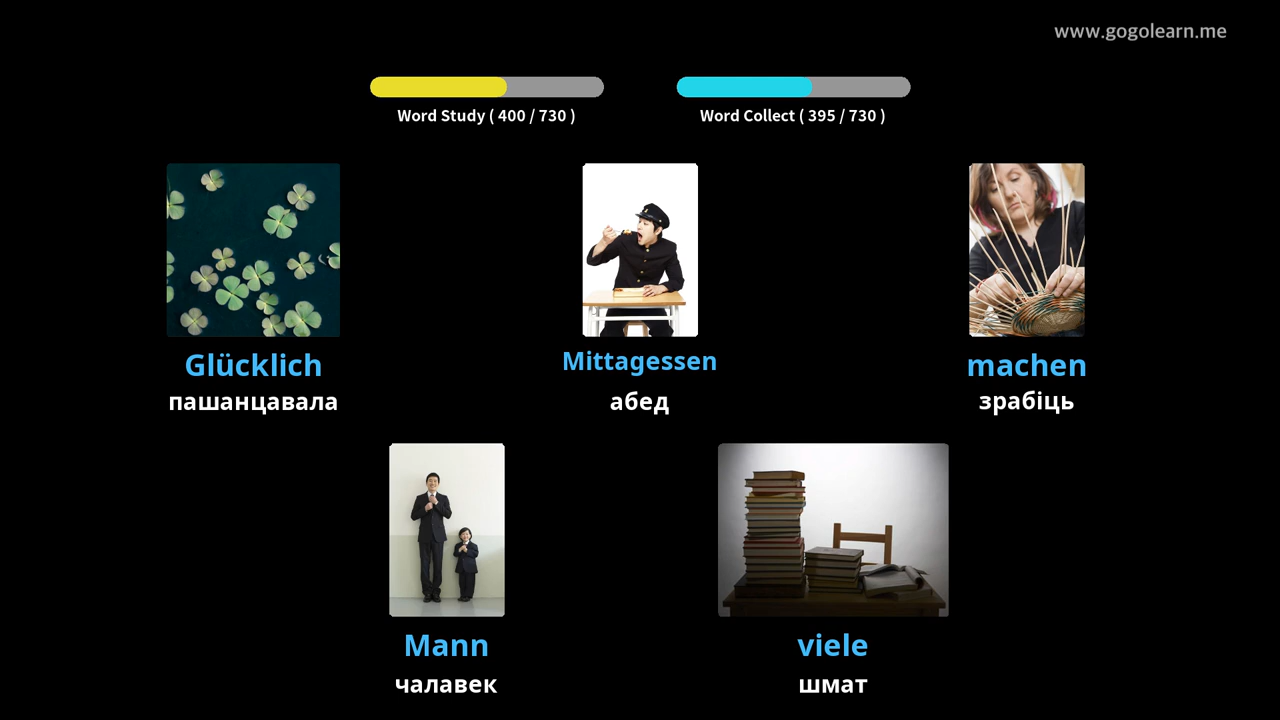 www.gogolearn.me
Word Study ( 400 / 730 )
Word Collect ( 395 / 730 )
Glücklich
пашанцавала
Mittagessen
абед
machen
зрабіць
Mann
чалавек
viele
шмат